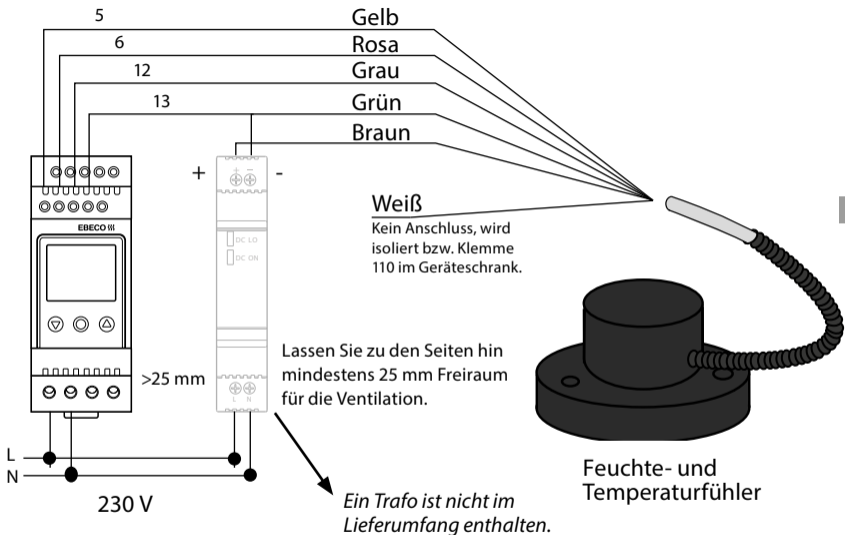 5 Gelb
6 Rosa
12 Grau
13 Grün
Braun
+ -
+ −
Weiß
Kein Anschluss, wird
isoliert bzw. Klemme
110 im Geräteschrank.
EBECO
DC LO
DC ON
>25 mm
Lassen Sie zu den Seiten hin
mindestens 25 mm Freiraum
für die Ventilation.
L N
L
N
230 V
Ein Trafo ist nicht im
Lieferumfang enthalten.
Feuchte- und
Temperaturfühler